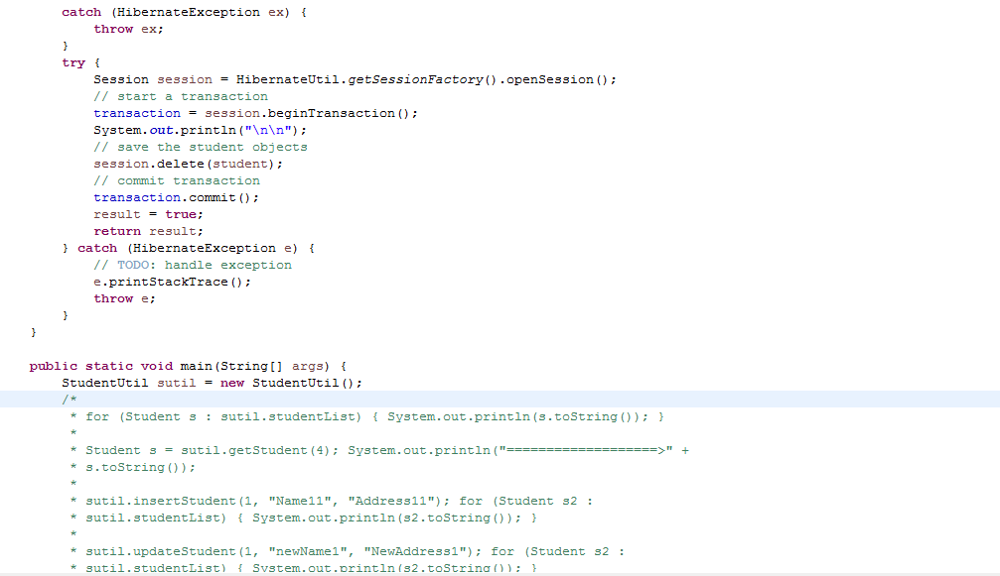 catch (HibernateException ex) {
throw ex;
}
try {
Session session = HibernateUtil.getSessionFactory().openSession();
// start a transaction
transaction = session.beginTransaction();
System.out.println("\n\n");
// save the student objects
session.delete(student);
// commit transaction
transaction.commit();
result = true;
return result;
} catch (HibernateException e) {
// TODO: handle exception
e.printStackTrace();
throw e;
}
}
public static void main(String[] args) {
StudentUtil sutil = new StudentUtil();
/*
* for (Student s : sutil.studentList) { System.out.println(s.toString()); }
*
* Student s = sutil.getStudent(4); System.out.println("===================>" +
* s.toString());
*
* sutil.insertStudent(1, "Name11", "Address11"); for (Student s2 :
* sutil.studentList) { System.out.println(s2.toString()); }
*
* sutil.updateStudent(1, "newName1", "NewAddress1"); for (Student s2 :
* sutil.studentList) { System.out.println(s2.toString()); }